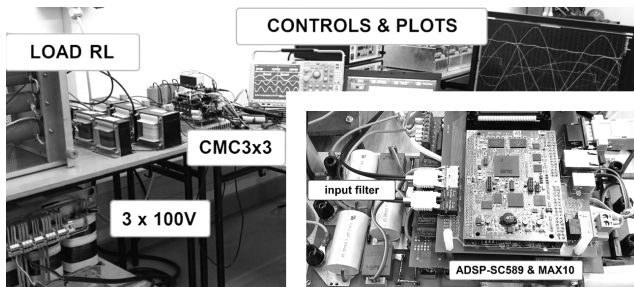 CONTROLS & PLOTS
LOAD RL
CMC3x3
3 x 100V
input filter
ADSP-SC589 & MAX10